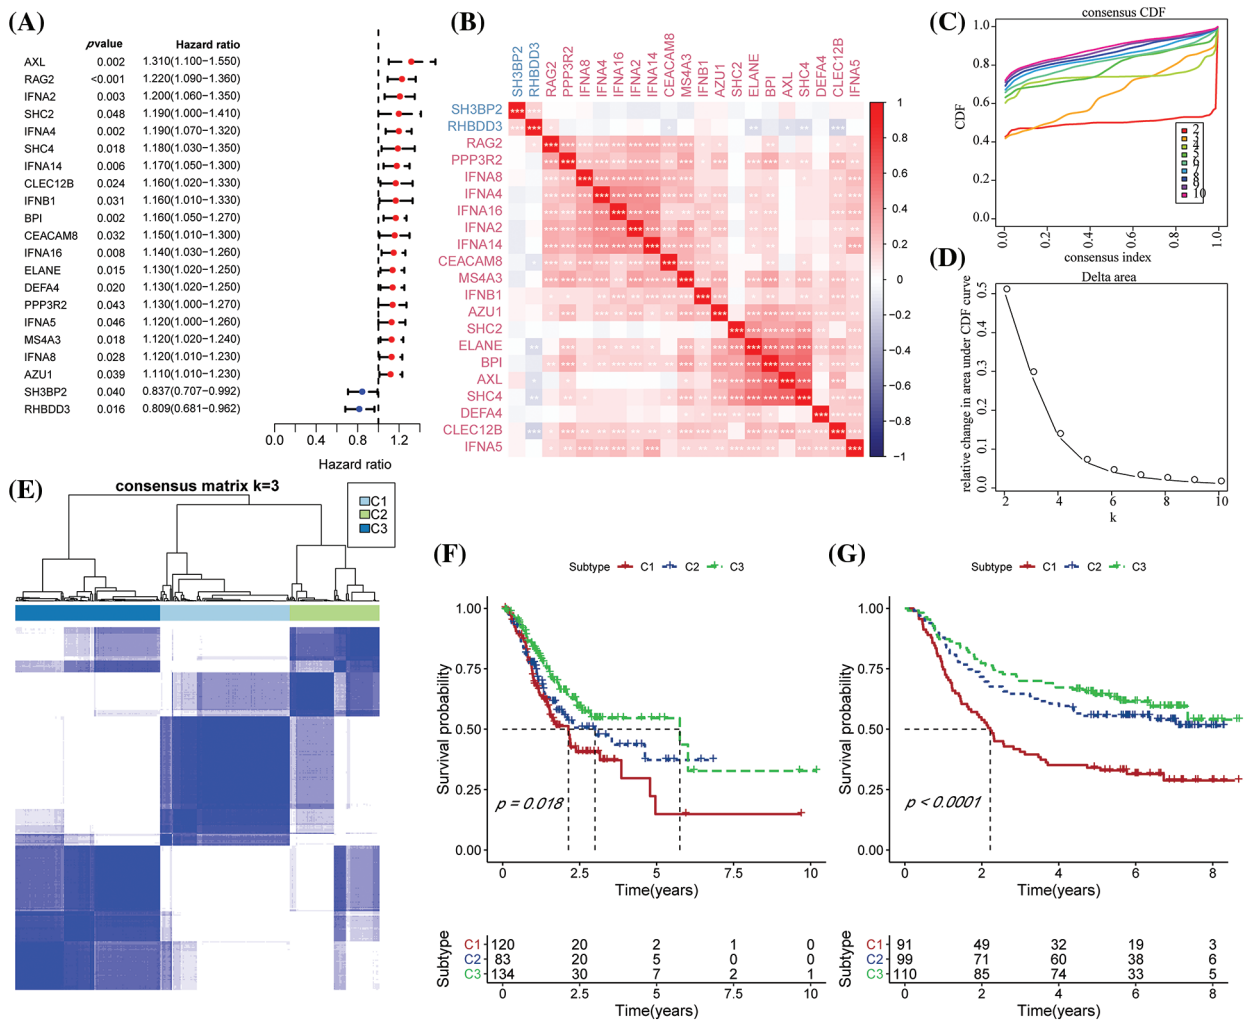 (A)
pvalue Hazard ratio
AXL 0.002 1.310(1.100−1.550)
RAG2 <0.001 1.220(1.090−1.360)
IFNA2 0.003 1.200(1.060−1.350)
SHC2 0.048 1.190(1.000−1.410)
IFNA4 0.002 1.190(1.070−1.320)
SHC4 0.018 1.180(1.030−1.350)
IFNA14 0.006 1.170(1.050−1.300)
CLEC12B 0.024 1.160(1.020−1.330)
IFNB1 0.031 1.160(1.010−1.330)
BPI 0.002 1.160(1.050−1.270)
CEACAM8 0.032 1.150(1.010−1.300)
IFNA16 0.008 1.140(1.030−1.260)
ELANE 0.015 1.130(1.020−1.250)
DEFA4 0.020 1.130(1.020−1.250)
PPP3R2 0.043 1.130(1.000−1.270)
IFNA5 0.046 1.120(1.000−1.260)
MS4A3 0.018 1.120(1.020−1.240)
IFNA8 0.028 1.120(1.010−1.230)
AZU1 0.039 1.110(1.010−1.230)
SH3BP2 0.040 0.837(0.707−0.992)
RHBDD3 0.016 0.809(0.681−0.962)
0.0 0.4 0.8 1.2
Hazard ratio
(B)
SH3BP2 RHBDD3 RAG2 PPP3R2 IFNA8 IFNA4 IFNA16 IFNA2 IFNA14 CEACAM8 MS4A3 IFNB1 AZU1 SHC2 ELANE BPI AXL SHC4 DEFA4 CLEC12B IFNA5
SH3BP2
RHBDD3
RAG2
PPP3R2
IFNA8
IFNA4
IFNA16
IFNA2
IFNA14
CEACAM8
MS4A3
IFNB1
AZU1
SHC2
ELANE
BPI
AXL
SHC4
DEFA4
CLEC12B
IFNA5
1
0.8
0.6
0.4
0.2
0
−0.2
−0.4
−0.6
−0.8
−1
(C)
consensus CDF
CDF
1.0
0.8
0.6
0.4
0.2
0.0
2
3
4
5
6
7
8
9
10
0.0 0.2 0.4 0.6 0.8 1.0
consensus index
(D)
Delta area
relative change in area under CDF curve
0.5
0.4
0.3
0.2
0.1
0.0
2 4 6 8 10
k
(E)
consensus matrix k=3
C1
C2
C3
(F)
Subtype C1 C2 C3
Survival probability
1.00
0.75
0.50
0.25
0.00
p = 0.018
0 2.5 5 7.5 10
Time(years)
Subtype
C1 120 20 2 1 0
C2 83 20 5 0 0
C3 134 30 7 2 1
0 2.5 5 7.5 10
Time(years)
(G)
Subtype C1 C2 C3
Survival probability
1.00
0.75
0.50
0.25
0.00
p < 0.0001
0 2 4 6 8
Time(years)
Subtype
C1 91 49 32 19 3
C2 99 71 60 38 6
C3 110 85 74 33 5
0 2 4 6 8
Time(years)